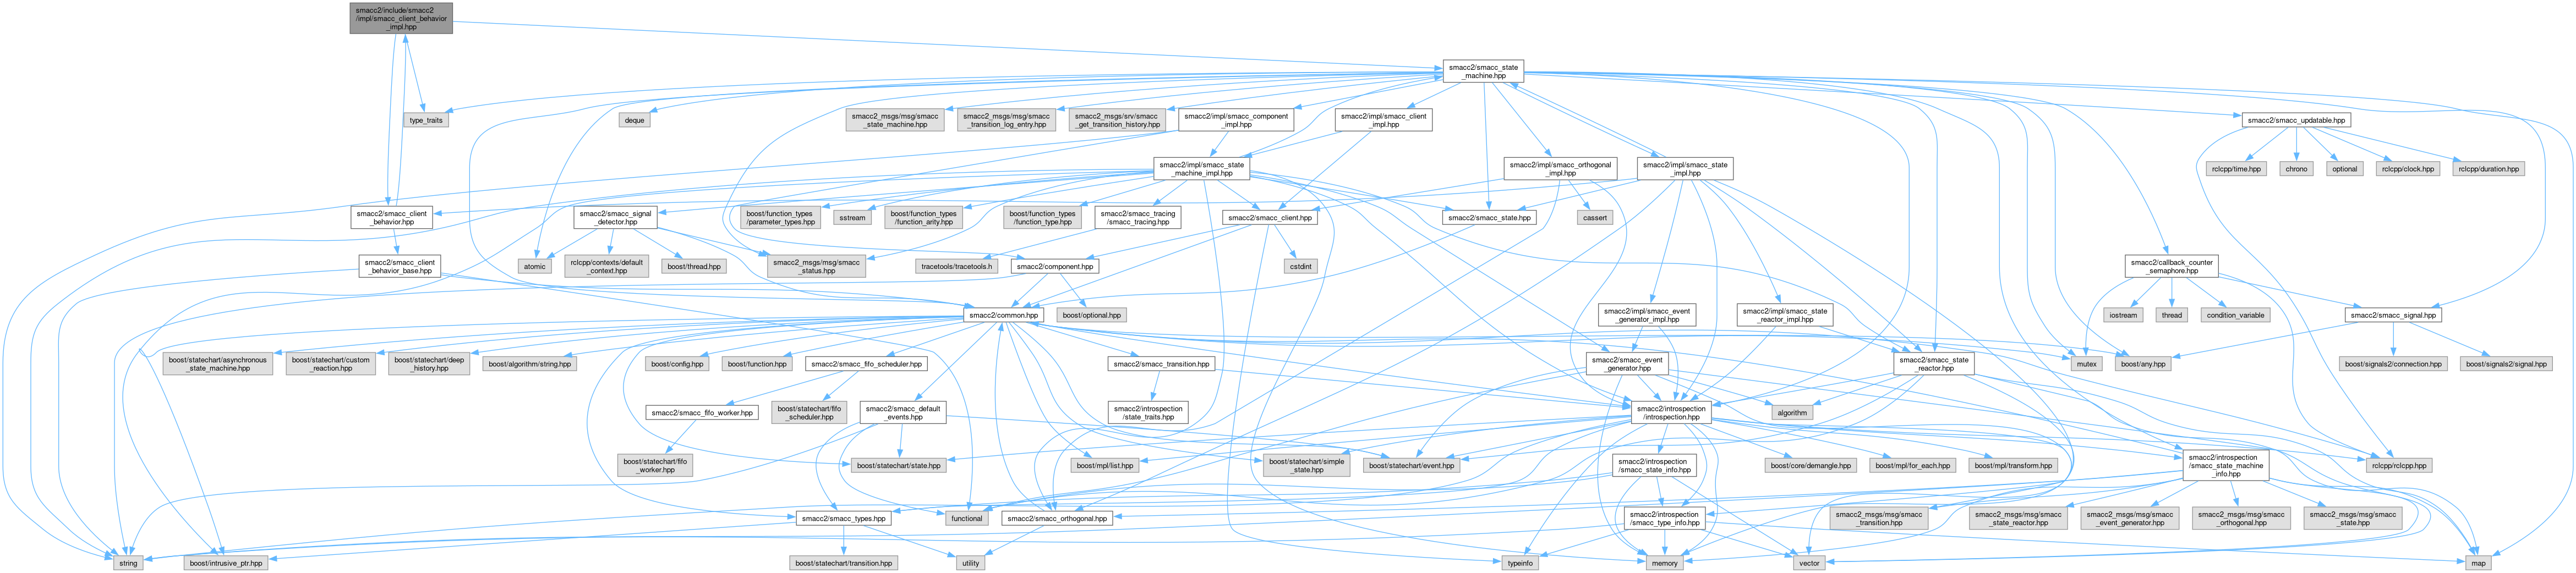 smacc2/include/smacc2
/impl/smacc_client_behavior
_impl.hpp
smacc2/smacc_state
_machine.hpp
type_traits
deque
smacc2_msgs/msg/smacc
_state_machine.hpp
smacc2_msgs/msg/smacc
_transition_log_entry.hpp
smacc2_msgs/srv/smacc
_get_transition_history.hpp
smacc2/impl/smacc_component
_impl.hpp
smacc2/impl/smacc_client
_impl.hpp
smacc2/smacc_updatable.hpp
smacc2/impl/smacc_state
_machine_impl.hpp
smacc2/impl/smacc_orthogonal
_impl.hpp
smacc2/impl/smacc_state
_impl.hpp
rclcpp/time.hpp
chrono
optional
rclcpp/clock.hpp
rclcpp/duration.hpp
smacc2/smacc_client
_behavior.hpp
smacc2/smacc_signal
_detector.hpp
boost/function_types
/parameter_types.hpp
sstream
boost/function_types
/function_arity.hpp
boost/function_types
/function_type.hpp
smacc2/smacc_tracing
/smacc_tracing.hpp
smacc2/smacc_client.hpp
smacc2/smacc_state.hpp
cassert
smacc2/smacc_client
_behavior_base.hpp
atomic
rclcpp/contexts/default
_context.hpp
boost/thread.hpp
smacc2_msgs/msg/smacc
_status.hpp
tracetools/tracetools.h
smacc2/component.hpp
cstdint
smacc2/callback_counter
_semaphore.hpp
smacc2/common.hpp
boost/optional.hpp
smacc2/impl/smacc_event
_generator_impl.hpp
smacc2/impl/smacc_state
_reactor_impl.hpp
iostream
thread
condition_variable
smacc2/smacc_signal.hpp
boost/statechart/asynchronous
_state_machine.hpp
boost/statechart/custom
_reaction.hpp
boost/statechart/deep
_history.hpp
boost/algorithm/string.hpp
boost/config.hpp
boost/function.hpp
smacc2/smacc_fifo_scheduler.hpp
smacc2/smacc_transition.hpp
smacc2/smacc_event
_generator.hpp
smacc2/smacc_state
_reactor.hpp
mutex
boost/any.hpp
boost/signals2/connection.hpp
boost/signals2/signal.hpp
smacc2/smacc_fifo_worker.hpp
boost/statechart/fifo
_scheduler.hpp
smacc2/smacc_default
_events.hpp
smacc2/introspection
/state_traits.hpp
smacc2/introspection
/introspection.hpp
algorithm
boost/statechart/fifo
_worker.hpp
boost/statechart/state.hpp
boost/mpl/list.hpp
boost/statechart/simple
_state.hpp
boost/statechart/event.hpp
smacc2/introspection
/smacc_state_info.hpp
boost/core/demangle.hpp
boost/mpl/for_each.hpp
boost/mpl/transform.hpp
smacc2/introspection
/smacc_state_machine
_info.hpp
rclcpp/rclcpp.hpp
smacc2/smacc_types.hpp
functional
smacc2/smacc_orthogonal.hpp
smacc2/introspection
/smacc_type_info.hpp
smacc2_msgs/msg/smacc
_transition.hpp
smacc2_msgs/msg/smacc
_state_reactor.hpp
smacc2_msgs/msg/smacc
_event_generator.hpp
smacc2_msgs/msg/smacc
_orthogonal.hpp
smacc2_msgs/msg/smacc
_state.hpp
string
boost/intrusive_ptr.hpp
boost/statechart/transition.hpp
utility
typeinfo
memory
vector
map